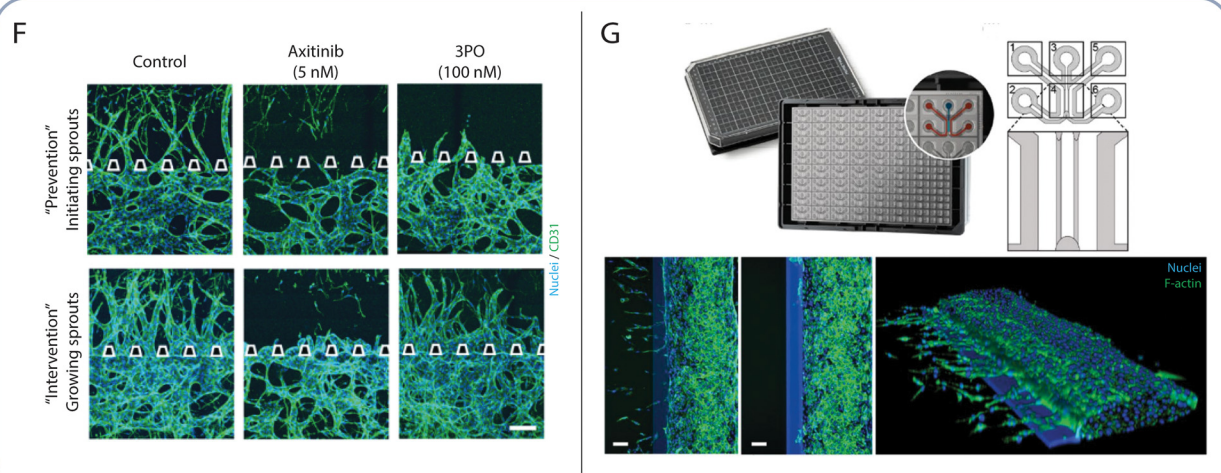 F
Control
Axitinib
(5 nM)
3PO
(100 nM)
"Prevention"
Initiating sprouts
"Intervention"
Growing sprouts
Nuclei / CD31
G
1
3
5
2
4
6
Nuclei
F-actin